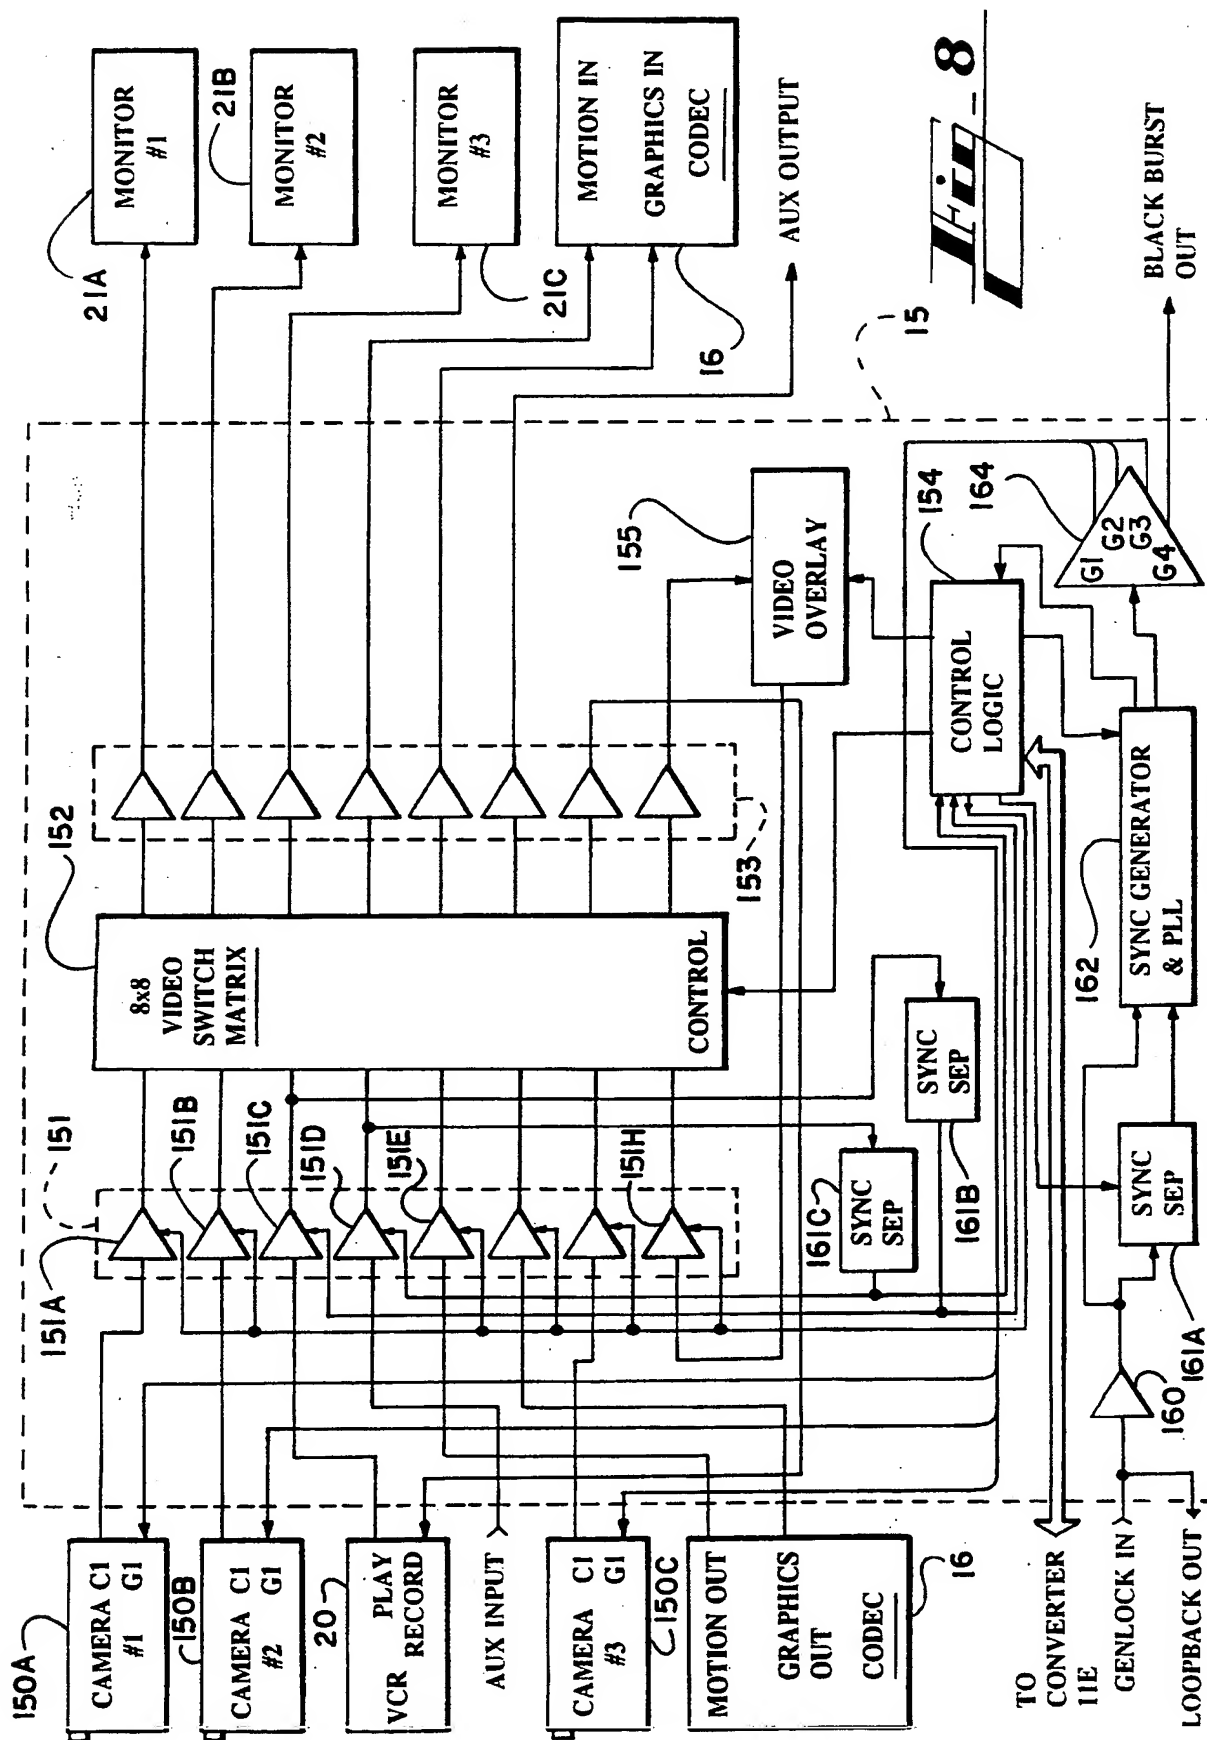 150A
CAMERA C1
#1 G1
150B
CAMERA C1
#2 G1
20
PLAY
VCR RECORD
AUX INPUT
CAMERA C1
#3 G1
150C
MOTION OUT
GRAPHICS
OUT
CODEC
16
TO
CONVERTER
11E
GENLOCK IN
LOOPBACK OUT
151
151A
151B
151C
151D
151E
151H
152
8x8
VIDEO
SWITCH
MATRIX
CONTROL
153
161C
SYNC
SEP
SYNC
SEP
161B
160
SYNC
SEP
161A
162
SYNC GENERATOR
& PLL
155
VIDEO
OVERLAY
154
CONTROL
LOGIC
164
G1
G2
G3
G4
15
21A
MONITOR
#1
21B
MONITOR
#2
MONITOR
#3
21C
MOTION IN
GRAPHICS IN
CODEC
16
AUX OUTPUT
BLACK BURST
OUT
Fig_8